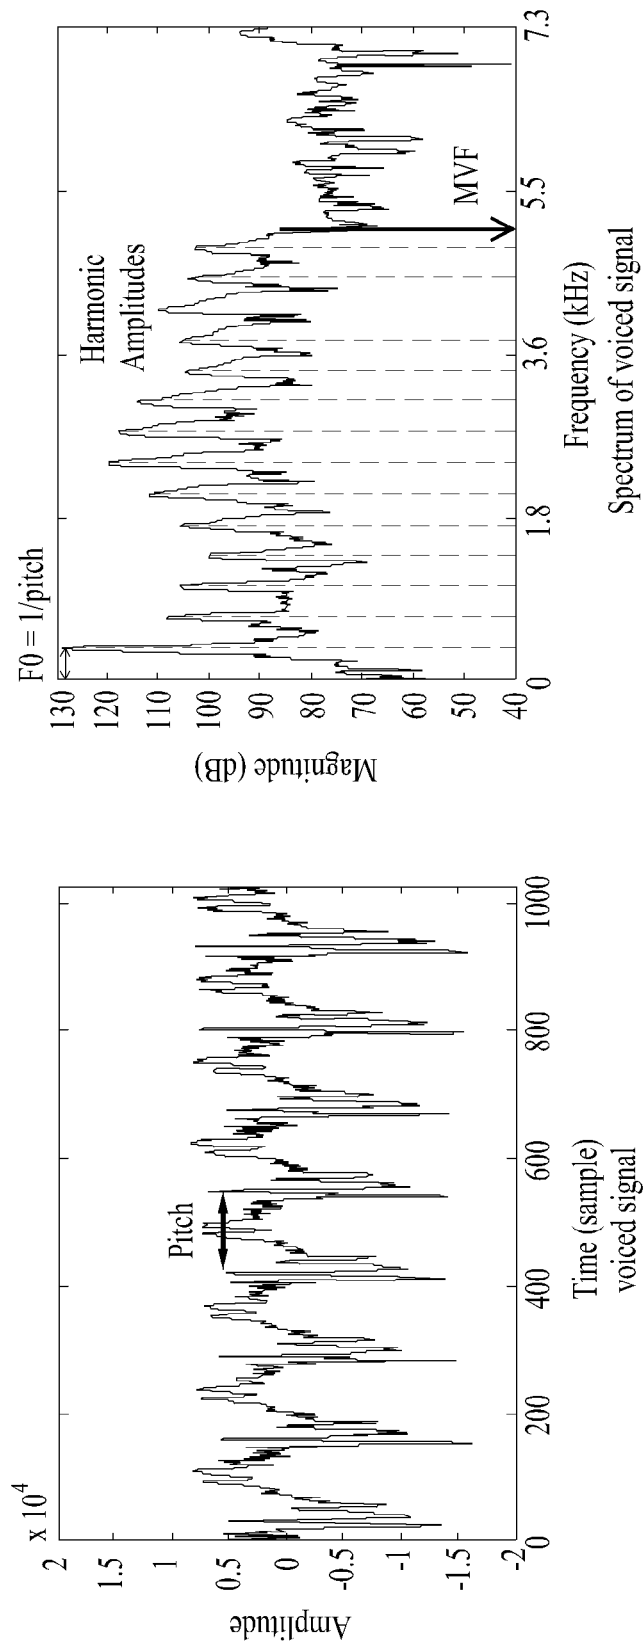 x 10^4
2
1.5
1
0.5
0
-0.5
-1
-1.5
-2
Amplitude
Pitch
0
200
400
600
800
1000
Time (sample)
voiced signal
F0 = 1/pitch
130
120
110
100
90
80
70
60
50
40
Magnitude (dB)
Harmonic
Amplitudes
MVF
0
1.8
3.6
5.5
7.3
Frequency (kHz)
Spectrum of voiced signal